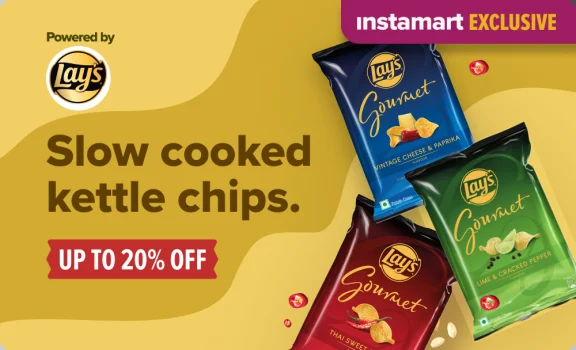 Powered by
Lay's
instamart EXCLUSIVE
Slow cooked
kettle chips.
UP TO 20% OFF
Lay's
Gourmet
VINTAGE CHEESE & PAPRIKA
Lay's
Gourmet
LIME & CRACKED PEPPER
Lay's
Gourmet
THAI SWEET